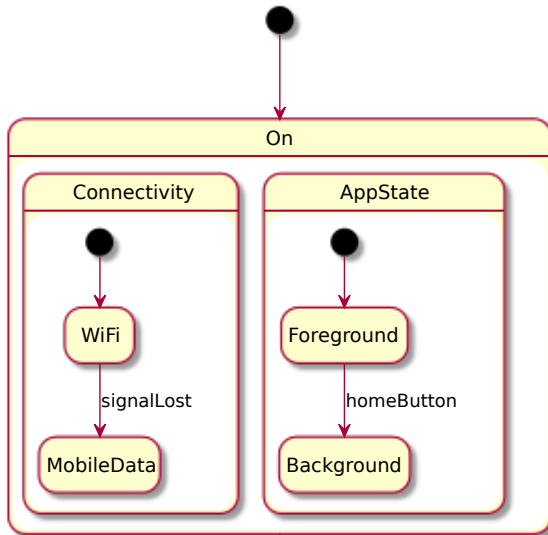 On
Connectivity
AppState
WiFi
Foreground
signalLost
homeButton
MobileData
Background